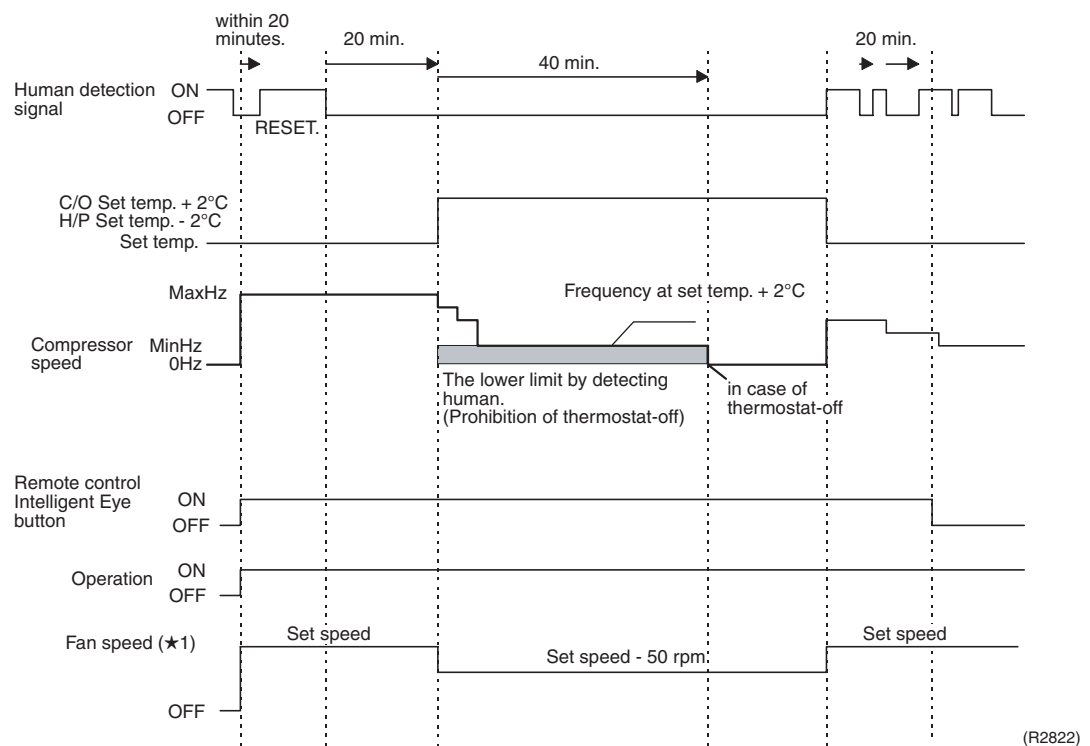 within 20
minutes.
20 min.
40 min.
20 min.
Human detection
signal
ON
OFF
RESET.
C/O Set temp. + 2°C
H/P Set temp. - 2°C
Set temp.
MaxHz
Frequency at set temp. + 2°C
Compressor
speed
MinHz
0Hz
The lower limit by detecting
human.
(Prohibition of thermostat-off)
in case of
thermostat-off
Remote control
Intelligent Eye
button
ON
OFF
Operation
ON
OFF
Fan speed (★1)
Set speed
Set speed - 50 rpm
Set speed
OFF
(R2822)